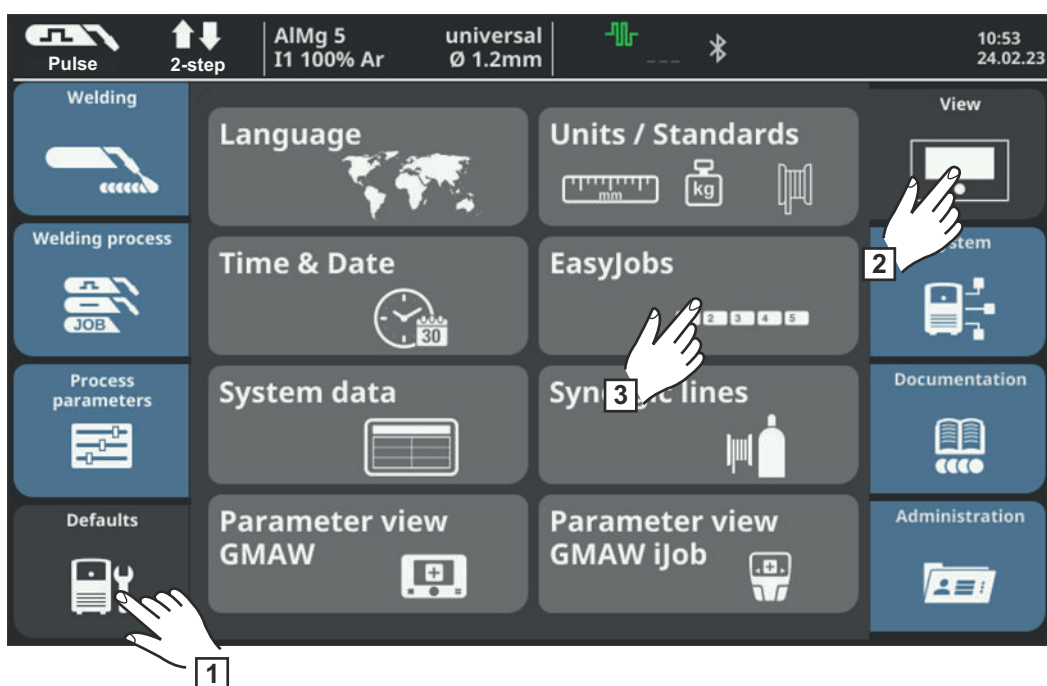 Pulse
2-step
AlMg 5 universal
I1 100% Ar Ø 1.2mm
---
10:53
24.02.23
Welding
Welding process
JOB
Process
parameters
Defaults
1
Language
Units / Standards
mm
kg
Time & Date
30
EasyJobs
2 3 4 5
3
System data
lines
Parameter view
GMAW
Parameter view
GMAW iJob
View
2
Documentation
Administration